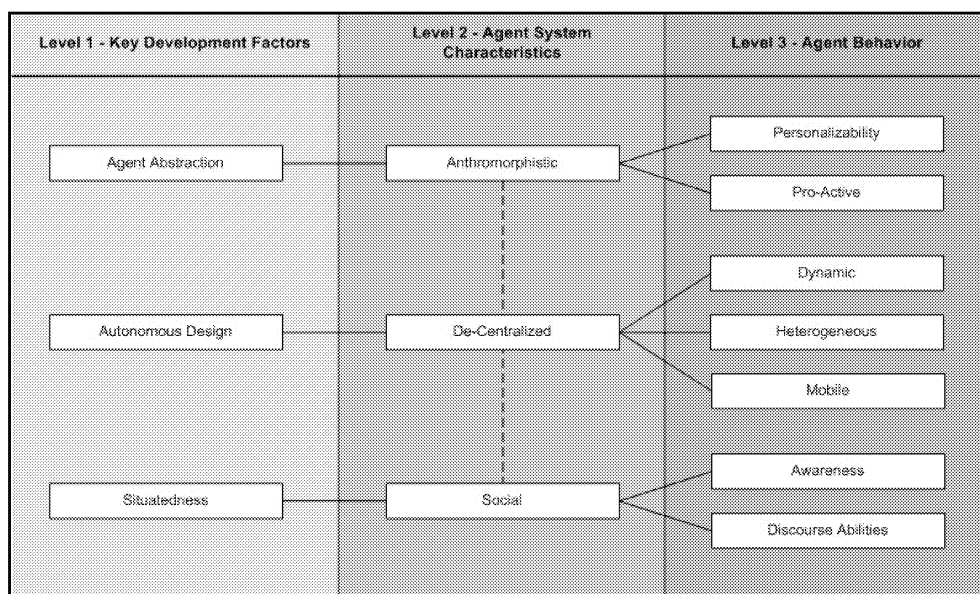 Level 1 - Key Development Factors
Level 2 - Agent System
Characteristics
Level 3 - Agent Behavior
Agent Abstraction
Anthromorphistic
Personalizability
Pro-Active
Autonomous Design
De-Centralized
Dynamic
Heterogeneous
Mobile
Situatedness
Social
Awareness
Discourse Abilities